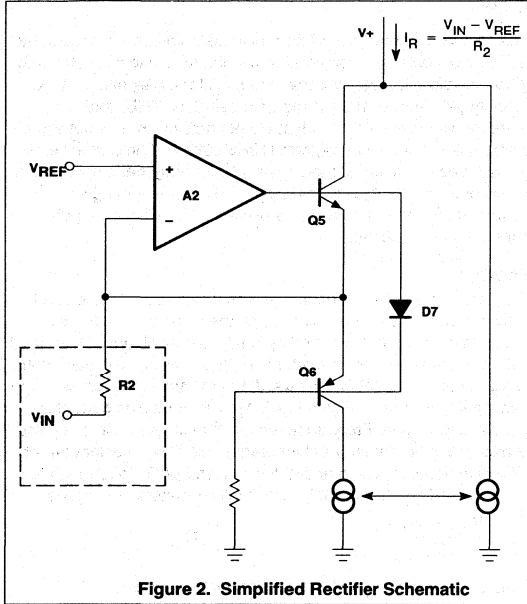 V+
I_R = (V_IN − V_REF) / R_2
V_REF
+
A2
−
Q5
D7
Q6
R2
V_IN
Figure 2. Simplified Rectifier Schematic